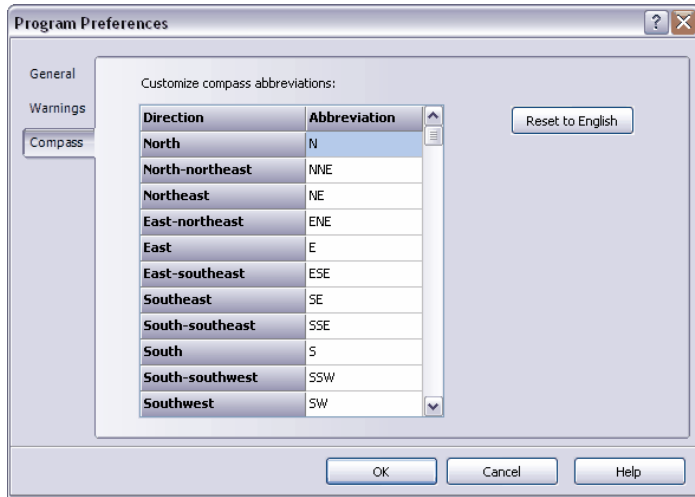 Program Preferences
General
Warnings
Compass
Customize compass abbreviations:
Direction Abbreviation
North N
North-northeast NNE
Northeast NE
East-northeast ENE
East E
East-southeast ESE
Southeast SE
South-southeast SSE
South S
South-southwest SSW
Southwest SW
Reset to English
OK Cancel Help